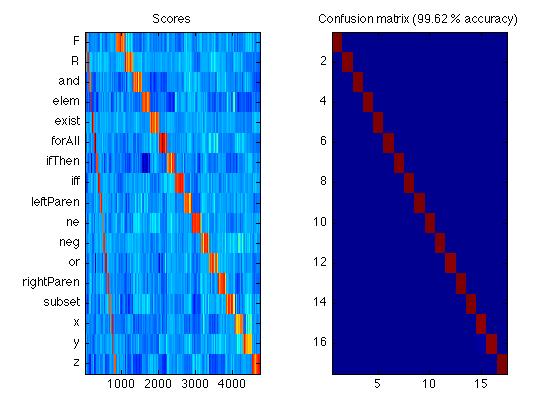 Scores
F
R
and
elem
exist
forAll
ifThen
iff
leftParen
ne
neg
or
rightParen
subset
x
y
z
1000 2000 3000 4000
Confusion matrix (99.62 % accuracy)
2
4
6
8
10
12
14
16
5 10 15